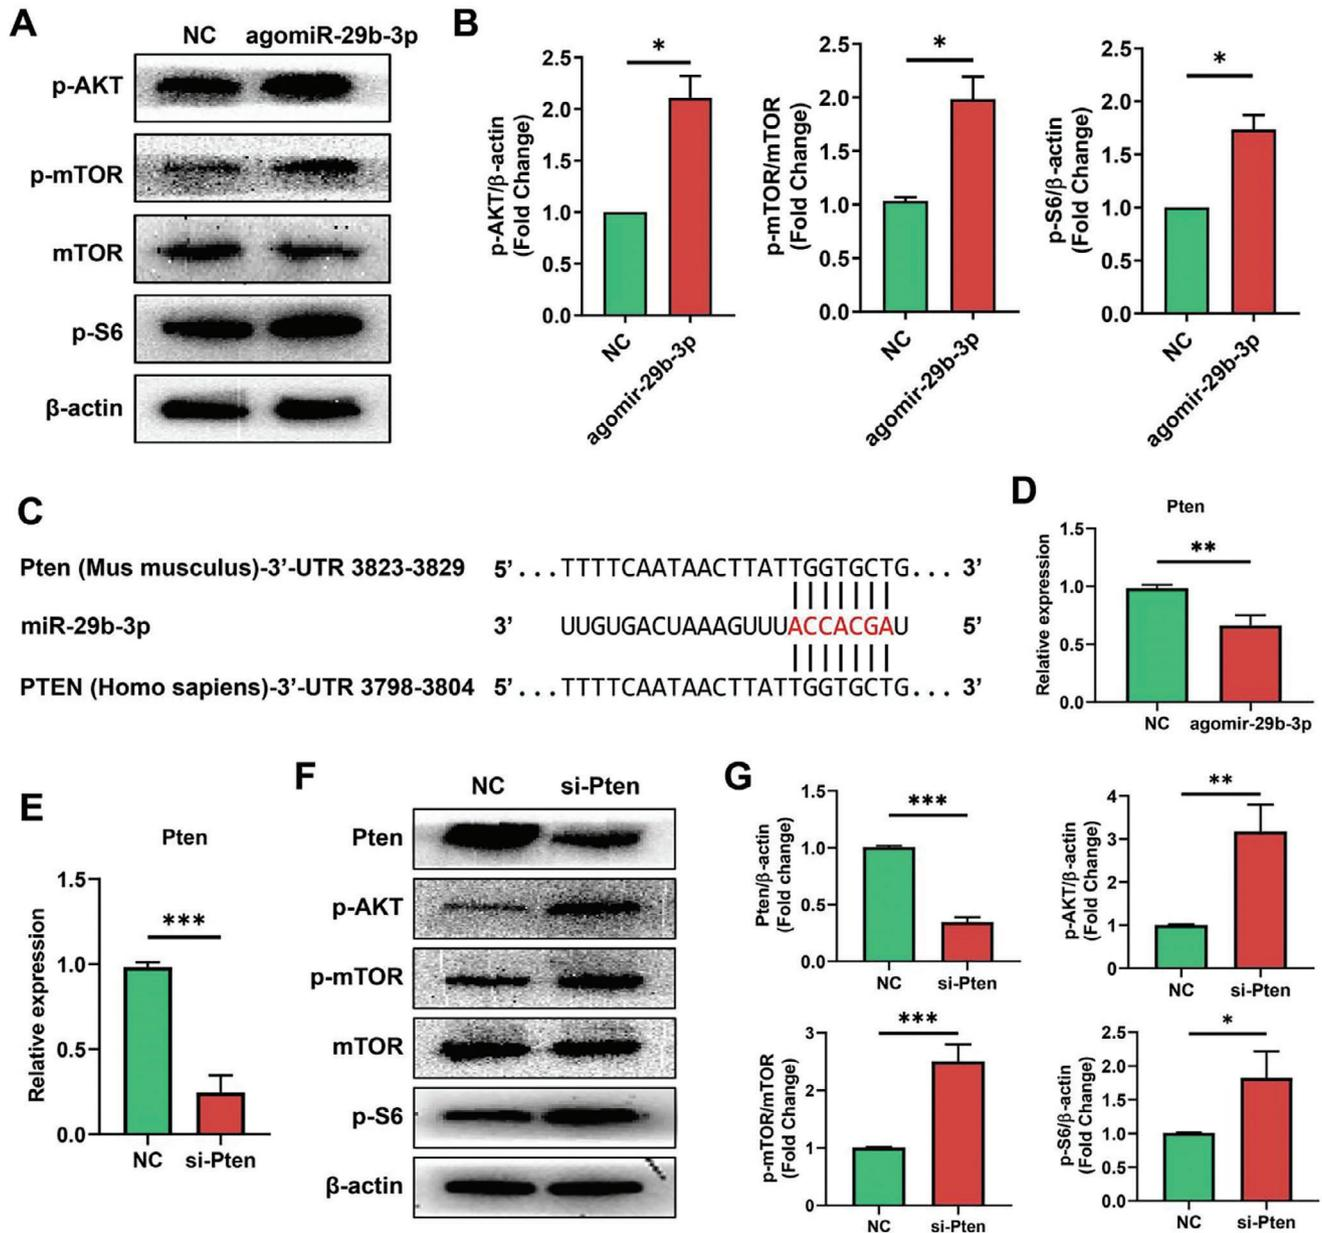 A
NC agomiR-29b-3p
p-AKT
p-mTOR
mTOR
p-S6
β-actin
B
2.5
2.0
1.5
1.0
0.5
0.0
p-AKT/β-actin
(Fold Change)
*
NC
agomir-29b-3p
2.5
2.0
1.5
1.0
0.5
0.0
p-mTOR/mTOR
(Fold Change)
*
NC
agomir-29b-3p
2.5
2.0
1.5
1.0
0.5
0.0
p-S6/β-actin
(Fold Change)
*
NC
agomir-29b-3p
C
Pten (Mus musculus)-3’-UTR 3823-3829 5’...TTTTCAATAACTTATTGGTGCTG... 3’
miR-29b-3p 3’ UUGUGACUAAAGUUUACCACGAU 5’
PTEN (Homo sapiens)-3’-UTR 3798-3804 5’...TTTTCAATAACTTATTGGTGCTG... 3’
D
Pten
1.5
1.0
0.5
0.0
Relative expression
**
NC agomir-29b-3p
E
Pten
1.5
1.0
0.5
0.0
Relative expression
***
NC si-Pten
F
NC si-Pten
Pten
p-AKT
p-mTOR
mTOR
p-S6
β-actin
G
1.5
1.0
0.5
0.0
Pten/β-actin
(Fold change)
***
NC si-Pten
4
3
2
1
0
p-AKT/β-actin
(Fold Change)
**
NC si-Pten
3
2
1
0
p-mTOR/mTOR
(Fold Change)
***
NC si-Pten
2.5
2.0
1.5
1.0
0.5
0.0
p-S6/β-actin
(Fold Change)
*
NC si-Pten